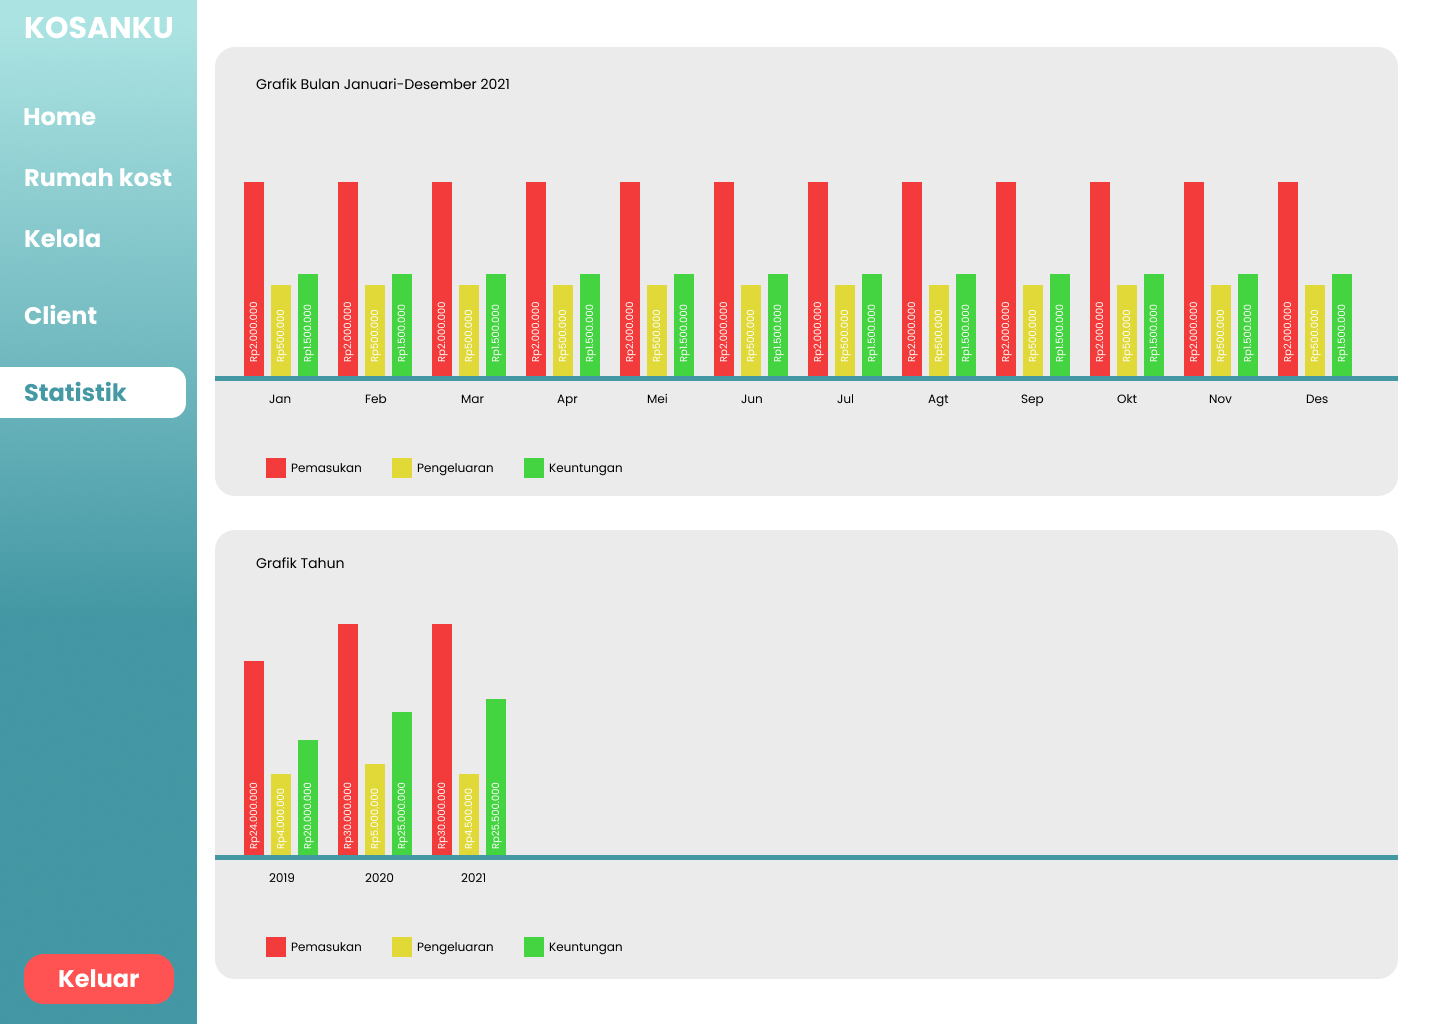 KOSANKU
Home
Rumah kost
Kelola
Client
Statistik
Keluar
Grafik Bulan Januari-Desember 2021
Rp2.000.000 Rp500.000 Rp1.500.000 Rp2.000.000 Rp500.000 Rp1.500.000 Rp2.000.000 Rp500.000 Rp1.500.000 Rp2.000.000 Rp500.000 Rp1.500.000 Rp2.000.000 Rp500.000 Rp1.500.000 Rp2.000.000 Rp500.000 Rp1.500.000 Rp2.000.000 Rp500.000 Rp1.500.000 Rp2.000.000 Rp500.000 Rp1.500.000 Rp2.000.000 Rp500.000 Rp1.500.000 Rp2.000.000 Rp500.000 Rp1.500.000 Rp2.000.000 Rp500.000 Rp1.500.000 Rp2.000.000 Rp500.000 Rp1.500.000
Jan Feb Mar Apr Mei Jun Jul Agt Sep Okt Nov Des
Pemasukan Pengeluaran Keuntungan
Grafik Tahun
Rp24.000.000 Rp4.000.000 Rp20.000.000 Rp30.000.000 Rp5.000.000 Rp25.000.000 Rp30.000.000 Rp4.500.000 Rp25.500.000
2019 2020 2021
Pemasukan Pengeluaran Keuntungan